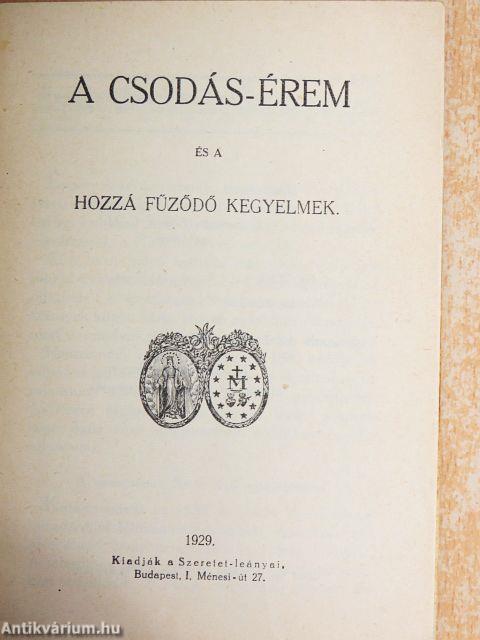 A CSODÁS-ÉREM
ÉS A
HOZZÁ FŰZŐDŐ KEGYELMEK.
M
1929.
Kiadják a Szeretet-leányai,
Budapest, I, Ménesi-út 27.
Antikvárium.hu